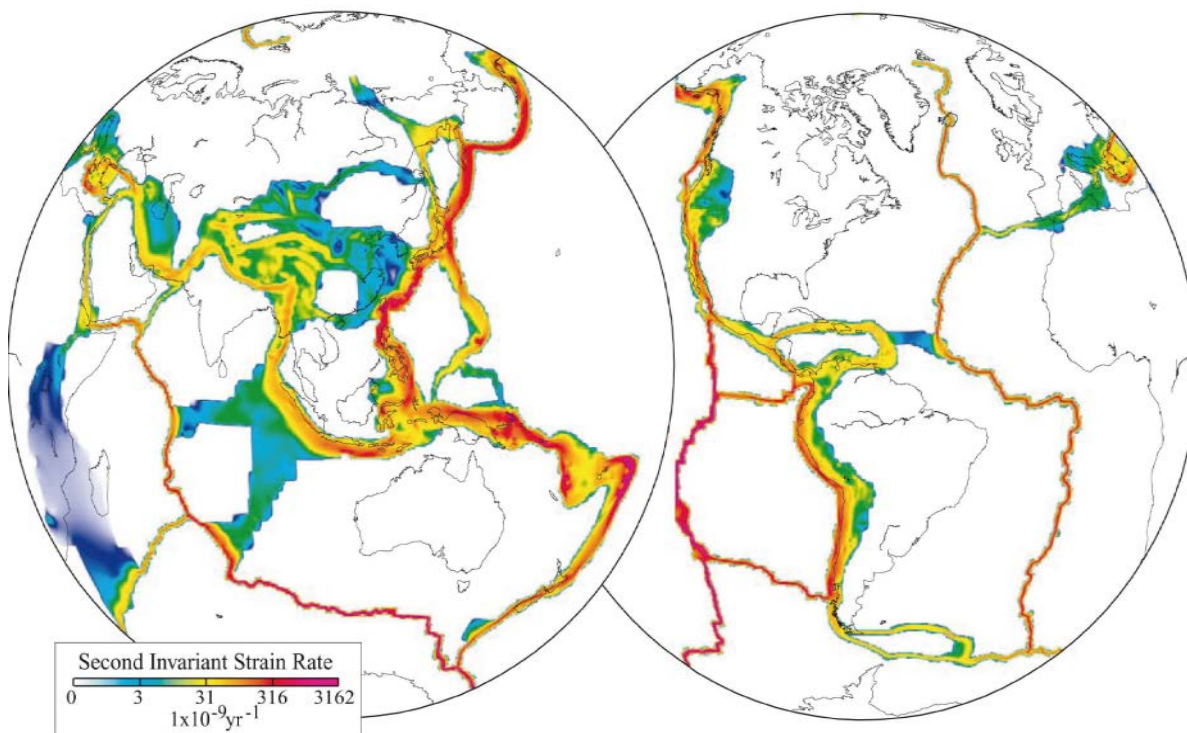 Second Invariant Strain Rate
0 3 31 316 3162
1x10⁻⁹yr⁻¹